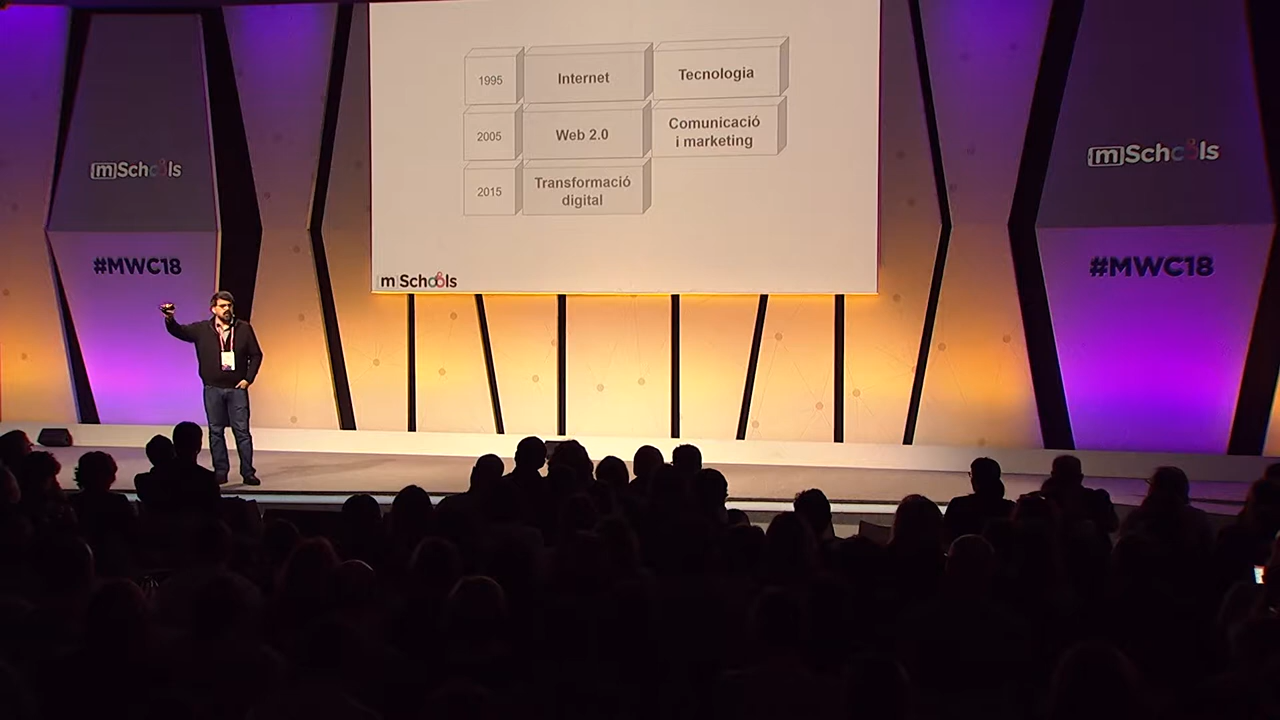 1995
Internet
Tecnologia
2005
Web 2.0
Comunicació
i marketing
2015
Transformació
digital
mSchools
mSchools
#MWC18
mSchools
#MWC18